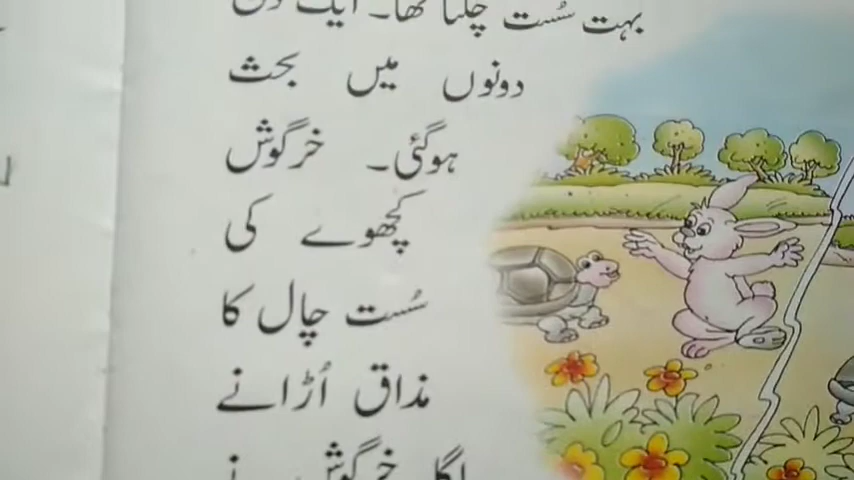 بہت سُست چلتا تھا۔ ایک دن
دونوں میں بحث
ہوگئی۔ خرگوش
کچھوے کی
سُست چال کا
مذاق اُڑانے
لگا خرگوش نے